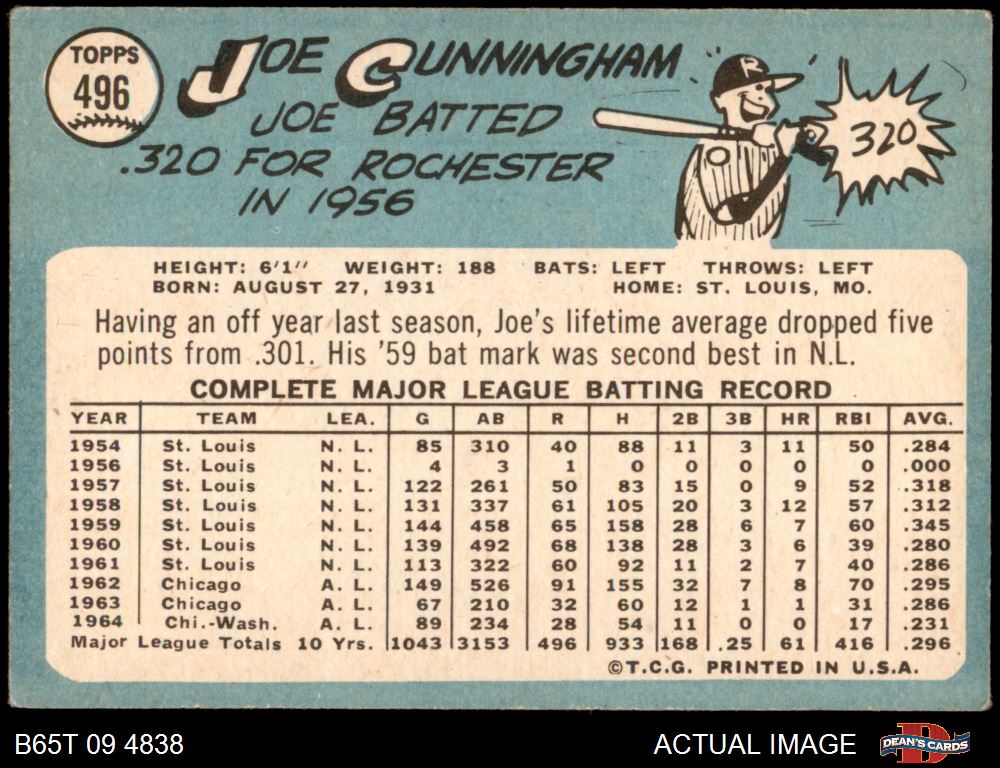 TOPPS
496
JOE CUNNINGHAM
JOE BATTED
.320 FOR ROCHESTER
IN 1956
R
320
HEIGHT: 6'1" WEIGHT: 188 BATS: LEFT THROWS: LEFT
BORN: AUGUST 27, 1931 HOME: ST. LOUIS, MO.
Having an off year last season, Joe's lifetime average dropped five
points from .301. His '59 bat mark was second best in N.L.
COMPLETE MAJOR LEAGUE BATTING RECORD
YEAR TEAM LEA. G AB R H 2B 3B HR RBI AVG.
1954 St. Louis N. L. 85 310 40 88 11 3 11 50 .284
1956 St. Louis N. L. 4 3 1 0 0 0 0 0 .000
1957 St. Louis N. L. 122 261 50 83 15 0 9 52 .318
1958 St. Louis N. L. 131 337 61 105 20 3 12 57 .312
1959 St. Louis N. L. 144 458 65 158 28 6 7 60 .345
1960 St. Louis N. L. 139 492 68 138 28 3 6 39 .280
1961 St. Louis N. L. 113 322 60 92 11 2 7 40 .286
1962 Chicago A. L. 149 526 91 155 32 7 8 70 .295
1963 Chicago A. L. 67 210 32 60 12 1 1 31 .286
1964 Chi.-Wash. A. L. 89 234 28 54 11 0 0 17 .231
Major League Totals 10 Yrs. 1043 3153 496 933 168 .25 61 416 .296
©T.C.G. PRINTED IN U.S.A.
B65T 09 4838 ACTUAL IMAGE DEAN'S CARDS